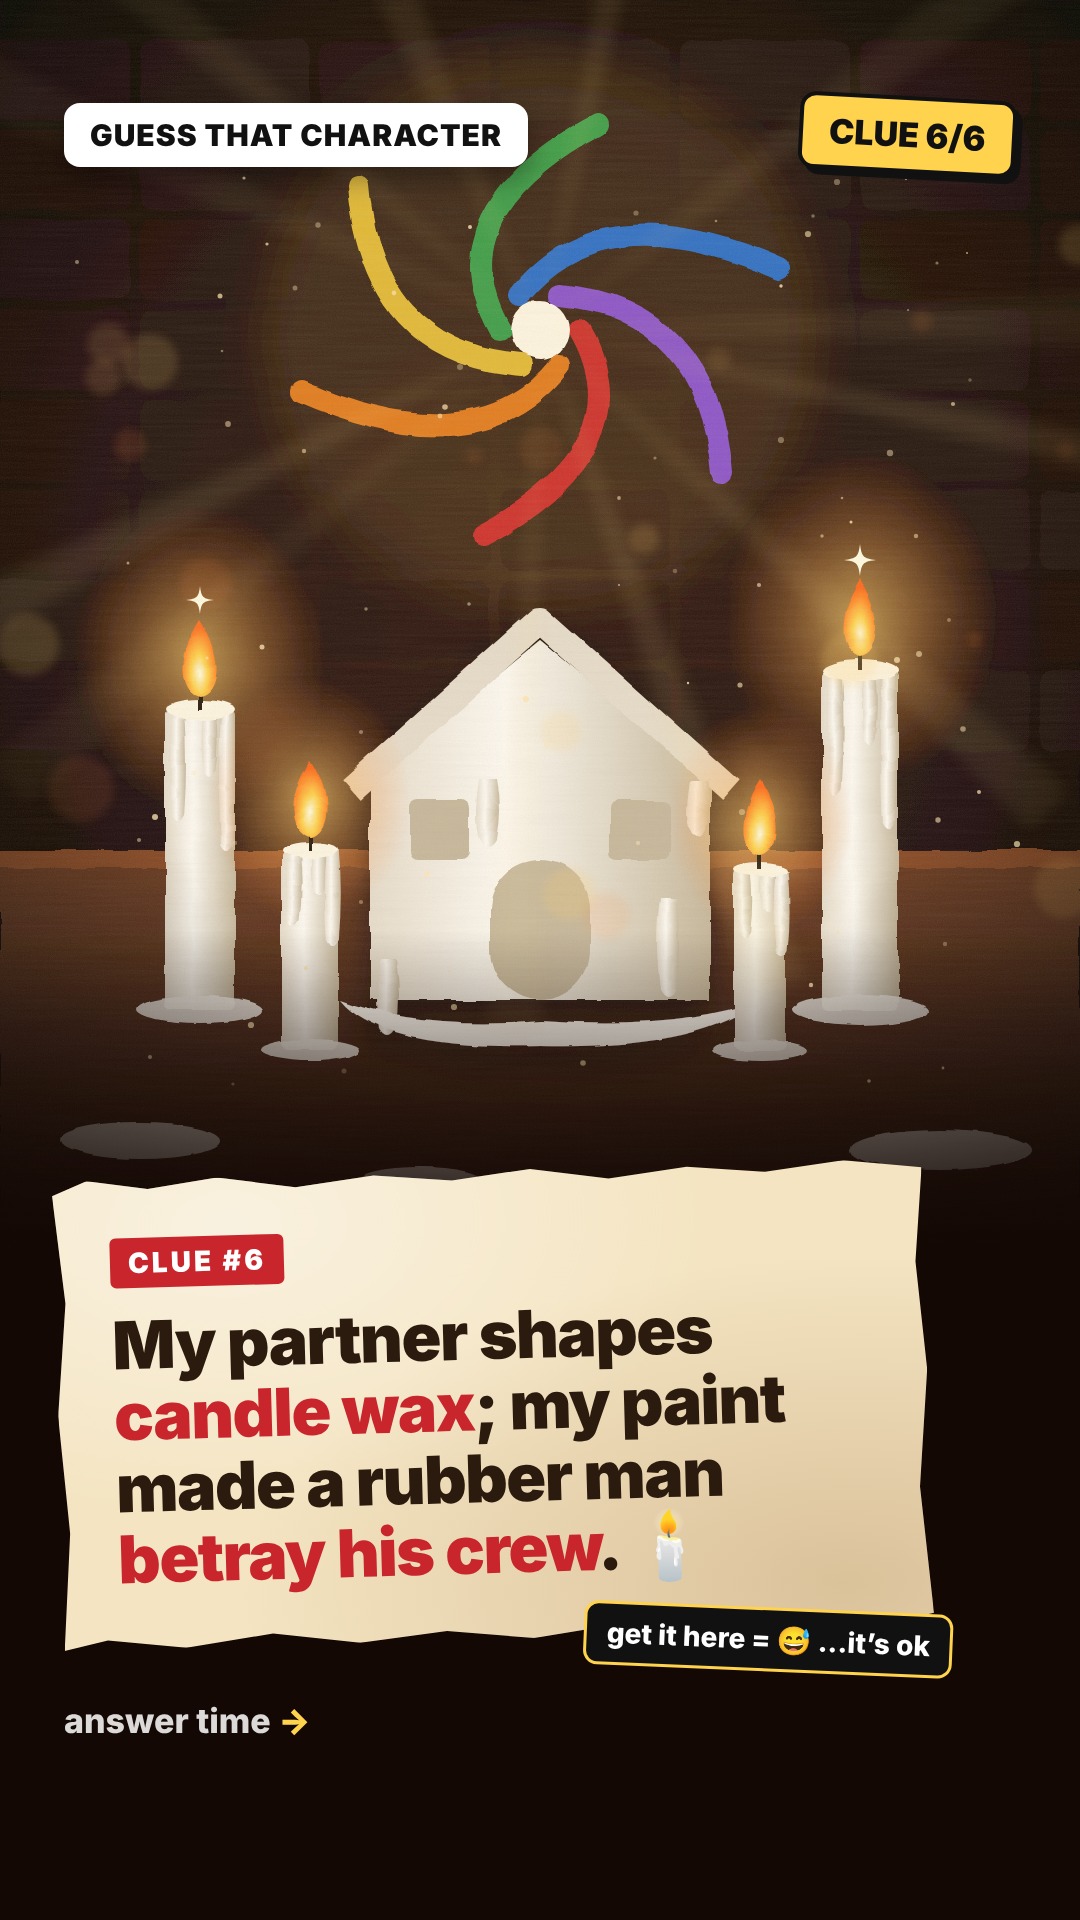 GUESS THAT CHARACTER
CLUE 6/6
CLUE #6
My partner shapes
candle wax; my paint
made a rubber man
betray his crew. 🕯️
get it here = 😅 ...it's ok
answer time →